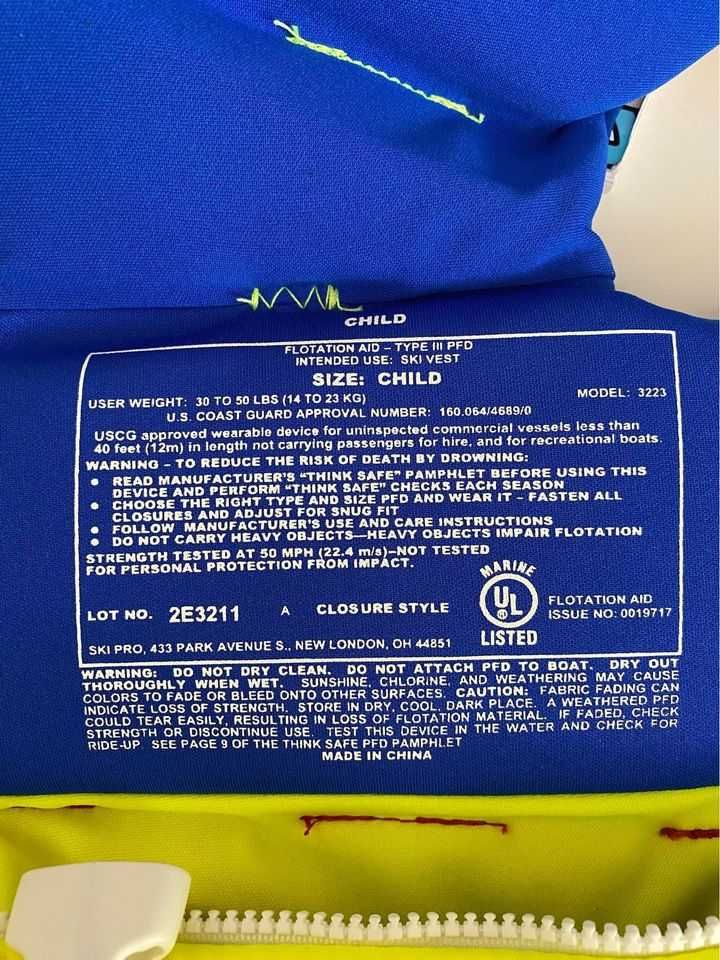 CHILD
FLOTATION AID – TYPE III PFD
INTENDED USE: SKI VEST
SIZE: CHILD
USER WEIGHT: 30 TO 50 LBS (14 TO 23 KG)
MODEL: 3223
U.S. COAST GUARD APPROVAL NUMBER: 160.064/4689/0
USCG approved wearable device for uninspected commercial vessels less than
40 feet (12m) in length not carrying passengers for hire, and for recreational boats.
WARNING – TO REDUCE THE RISK OF DEATH BY DROWNING:
• READ MANUFACTURER'S "THINK SAFE" PAMPHLET BEFORE USING THIS
DEVICE AND PERFORM "THINK SAFE" CHECKS EACH SEASON
• CHOOSE THE RIGHT TYPE AND SIZE PFD AND WEAR IT – FASTEN ALL
CLOSURES AND ADJUST FOR SNUG FIT
• FOLLOW MANUFACTURER'S USE AND CARE INSTRUCTIONS
• DO NOT CARRY HEAVY OBJECTS—HEAVY OBJECTS IMPAIR FLOTATION
STRENGTH TESTED AT 50 MPH (22.4 m/s)–NOT TESTED
FOR PERSONAL PROTECTION FROM IMPACT.
LOT NO. 2E3211 A CLOSURE STYLE
MARINE
UL
®
LISTED
FLOTATION AID
ISSUE NO: 0019717
SKI PRO, 433 PARK AVENUE S., NEW LONDON, OH 44851
WARNING: DO NOT DRY CLEAN. DO NOT ATTACH PFD TO BOAT. DRY OUT
THOROUGHLY WHEN WET. SUNSHINE, CHLORINE, AND WEATHERING MAY CAUSE
COLORS TO FADE OR BLEED ONTO OTHER SURFACES. CAUTION: FABRIC FADING CAN
INDICATE LOSS OF STRENGTH. STORE IN DRY, COOL, DARK PLACE. A WEATHERED PFD
COULD TEAR EASILY, RESULTING IN LOSS OF FLOTATION MATERIAL. IF FADED, CHECK
STRENGTH OR DISCONTINUE USE. TEST THIS DEVICE IN THE WATER AND CHECK FOR
RIDE-UP. SEE PAGE 9 OF THE THINK SAFE PFD PAMPHLET
MADE IN CHINA